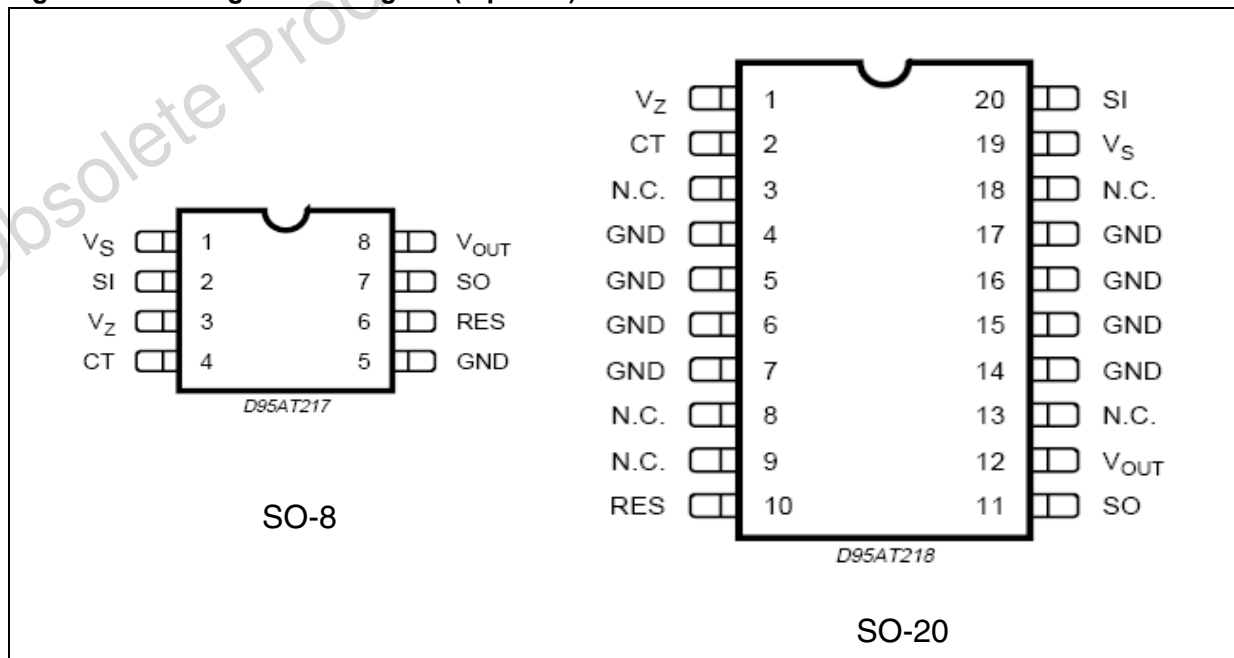 VS 1 8 VOUT
SI 2 7 SO
VZ 3 6 RES
CT 4 5 GND
D95AT217
SO-8
VZ 1 20 SI
CT 2 19 VS
N.C. 3 18 N.C.
GND 4 17 GND
GND 5 16 GND
GND 6 15 GND
GND 7 14 GND
N.C. 8 13 N.C.
N.C. 9 12 VOUT
RES 10 11 SO
D95AT218
SO-20